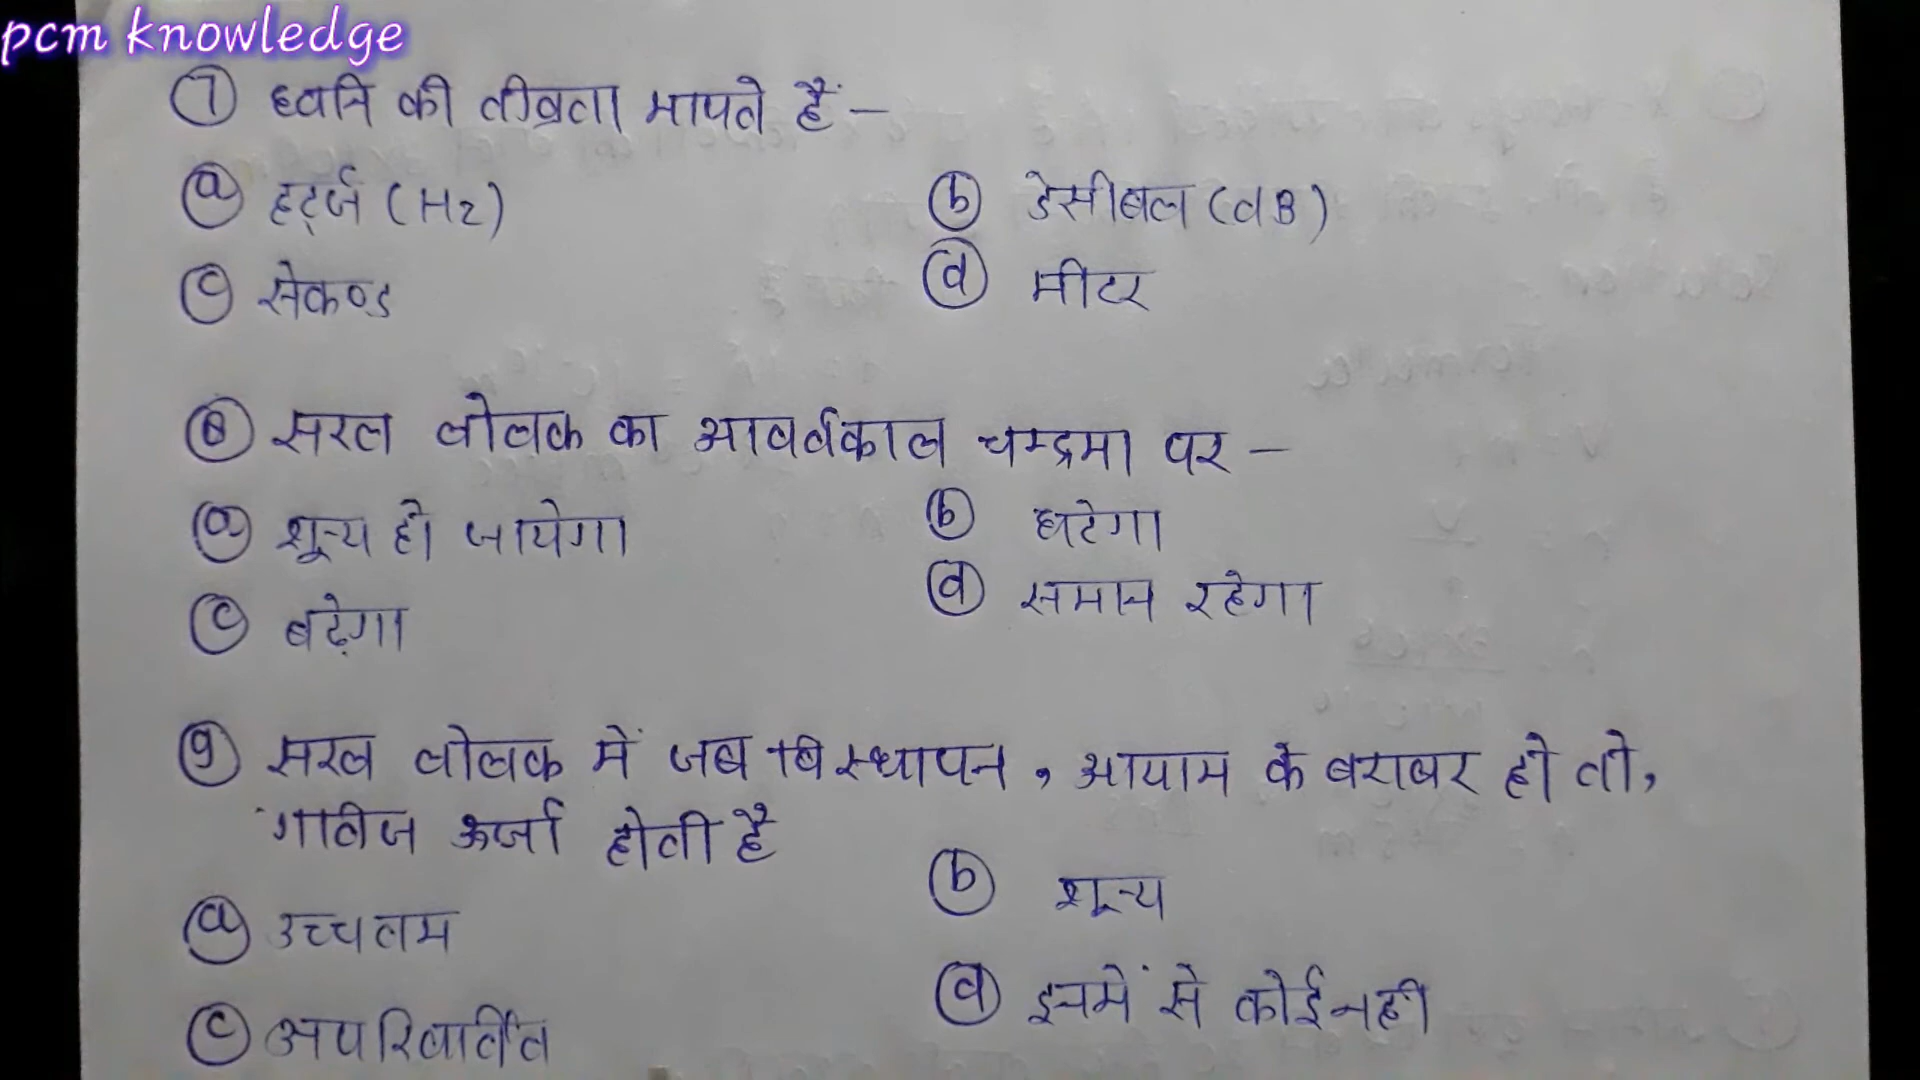 pcm knowledge
⑦ ध्वनि की तीव्रता मापते हैं -
ⓐ हर्ट्ज (Hz) ⓑ डेसीबल (dB)
ⓒ सेकण्ड ⓓ मीटर
⑧ सरल लोलक का आवर्तकाल चन्द्रमा पर -
ⓐ शून्य हो जायेगा ⓑ घटेगा
ⓒ बढ़ेगा ⓓ समान रहेगा
⑨ सरल लोलक में जब विस्थापन, आयाम के बराबर हो तो,
गतिज ऊर्जा होती है
ⓐ उच्चतम ⓑ शून्य
ⓒ अपरिवर्तित ⓓ इनमें से कोई नही